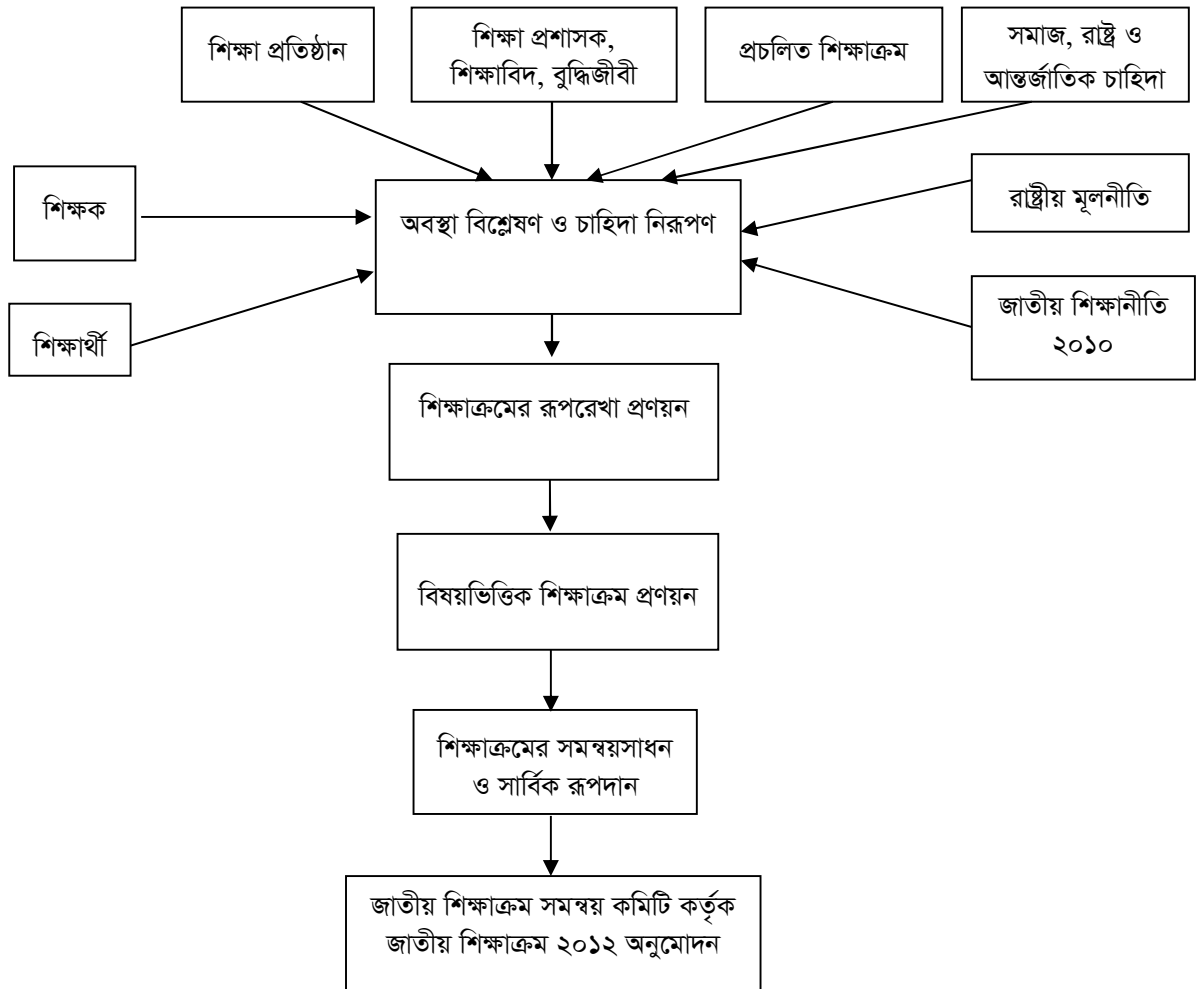 শিক্ষা প্রতিষ্ঠান
শিক্ষা প্রশাসক,
শিক্ষাবিদ, বুদ্ধিজীবী
প্রচলিত শিক্ষাক্রম
সমাজ, রাষ্ট্র ও
আন্তর্জাতিক চাহিদা
শিক্ষক
অবস্থা বিশ্লেষণ ও চাহিদা নিরূপণ
রাষ্ট্রীয় মূলনীতি
শিক্ষার্থী
জাতীয় শিক্ষানীতি
২০১০
শিক্ষাক্রমের রূপরেখা প্রণয়ন
বিষয়ভিত্তিক শিক্ষাক্রম প্রণয়ন
শিক্ষাক্রমের সমন্বয়সাধন
ও সার্বিক রূপদান
জাতীয় শিক্ষাক্রম সমন্বয় কমিটি কর্তৃক
জাতীয় শিক্ষাক্রম ২০১২ অনুমোদন